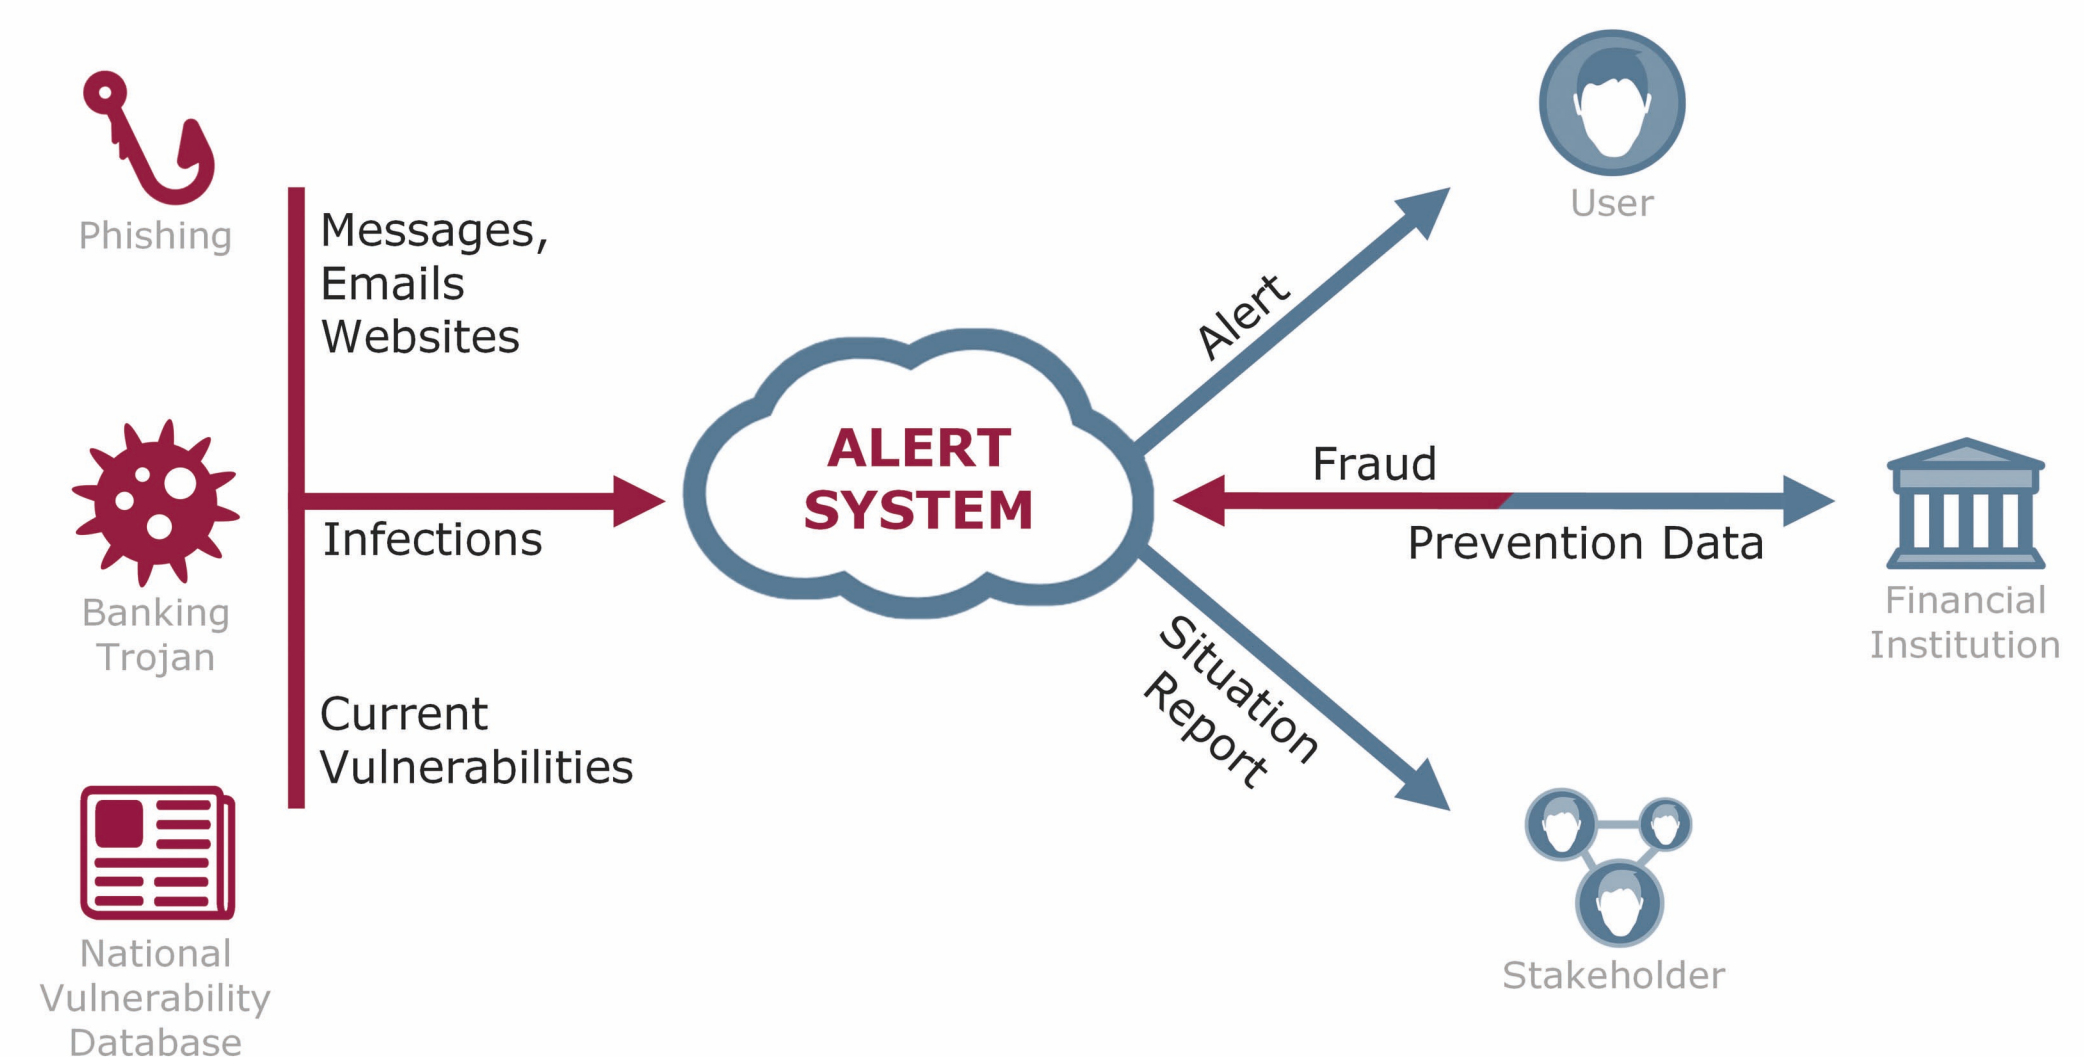 Phishing
Messages,
Emails
Websites
Banking
Trojan
Infections
National
Vulnerability
Database
Current
Vulnerabilities
ALERT
SYSTEM
Alert
User
Fraud
Prevention Data
Financial
Institution
Situation
Report
Stakeholder